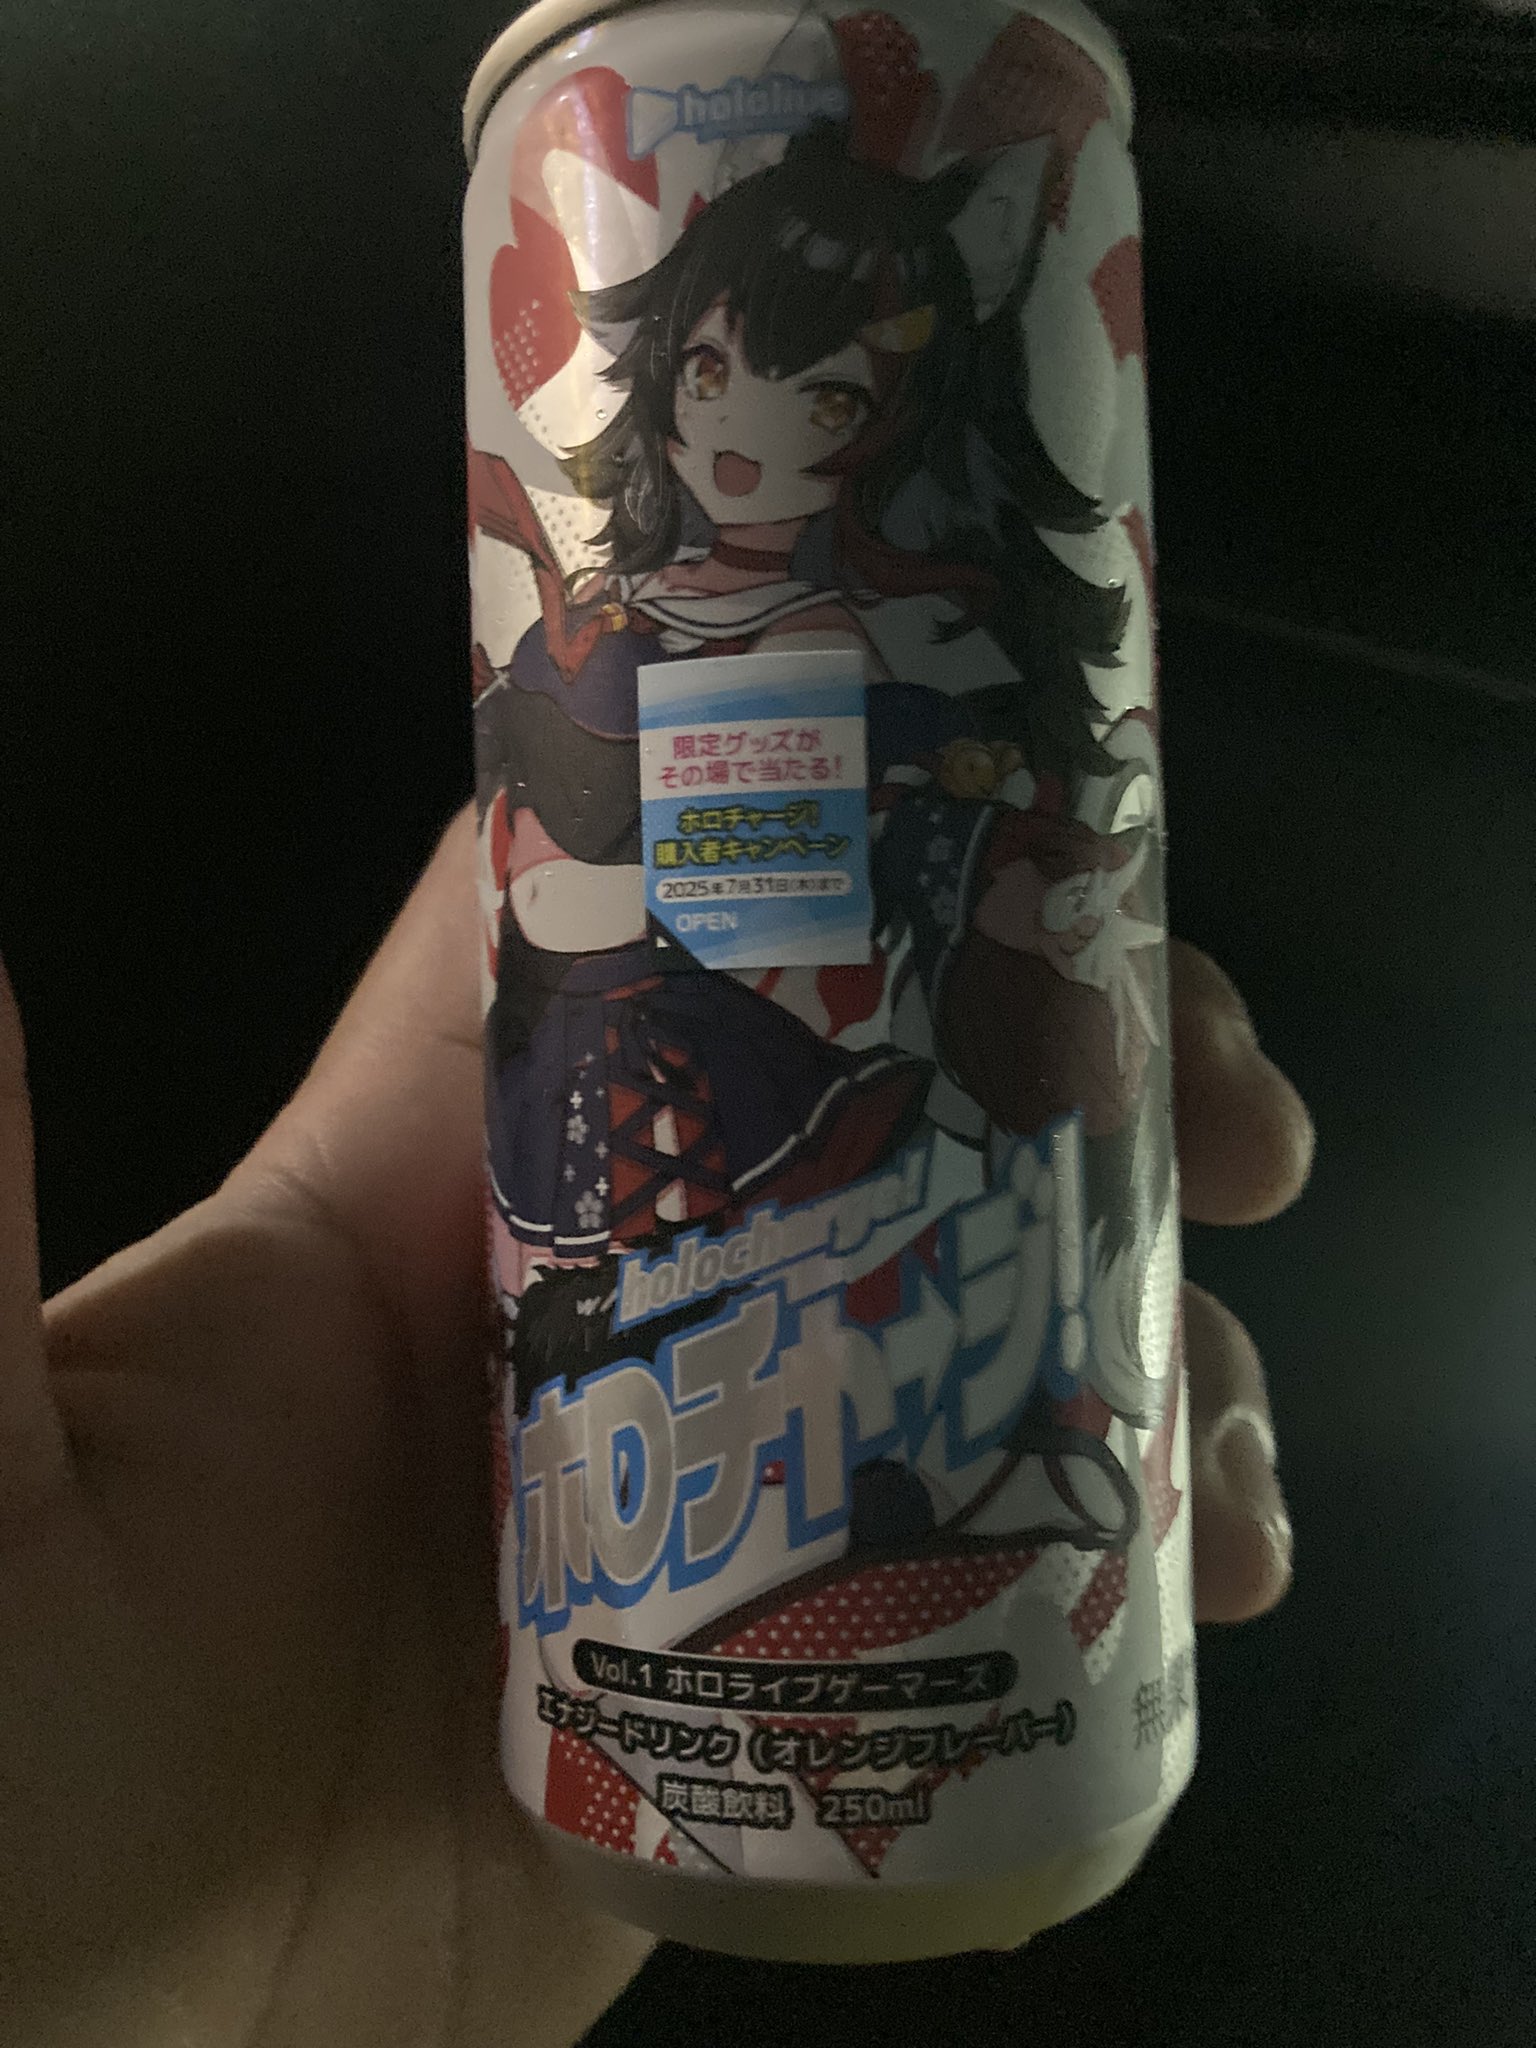 hololive
限定グッズが
その場で当たる!
ホロチャージ!
購入者キャンペーン
2025年7月31日(木)まで
OPEN
holocharge!
ホロチャージ!
Vol.1 ホロライブゲーマーズ
エナジードリンク(オレンジフレーバー)
炭酸飲料 250ml
無果